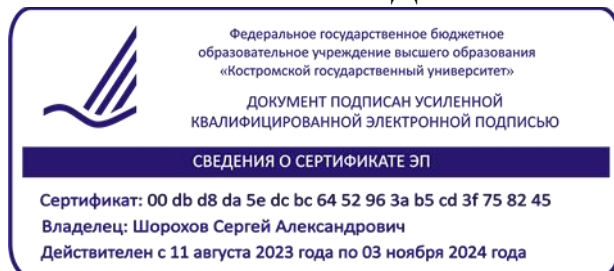 Федеральное государственное бюджетное
образовательное учреждение высшего образования
«Костромской государственный университет»
ДОКУМЕНТ ПОДПИСАН УСИЛЕННОЙ
КВАЛИФИЦИРОВАННОЙ ЭЛЕКТРОННОЙ ПОДПИСЬЮ
СВЕДЕНИЯ О СЕРТИФИКАТЕ ЭП
Сертификат: 00 db d8 da 5e dc bc 64 52 96 3a b5 cd 3f 75 82 45
Владелец: Шорохов Сергей Александрович
Действителен с 11 августа 2023 года по 03 ноября 2024 года